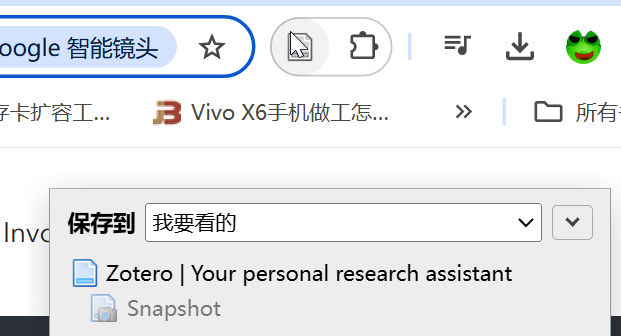 oogle 智能镜头
存卡扩容工...
Vivo X6手机做工怎...
所有
Invo
保存到
我要看的
Zotero | Your personal research assistant
Snapshot